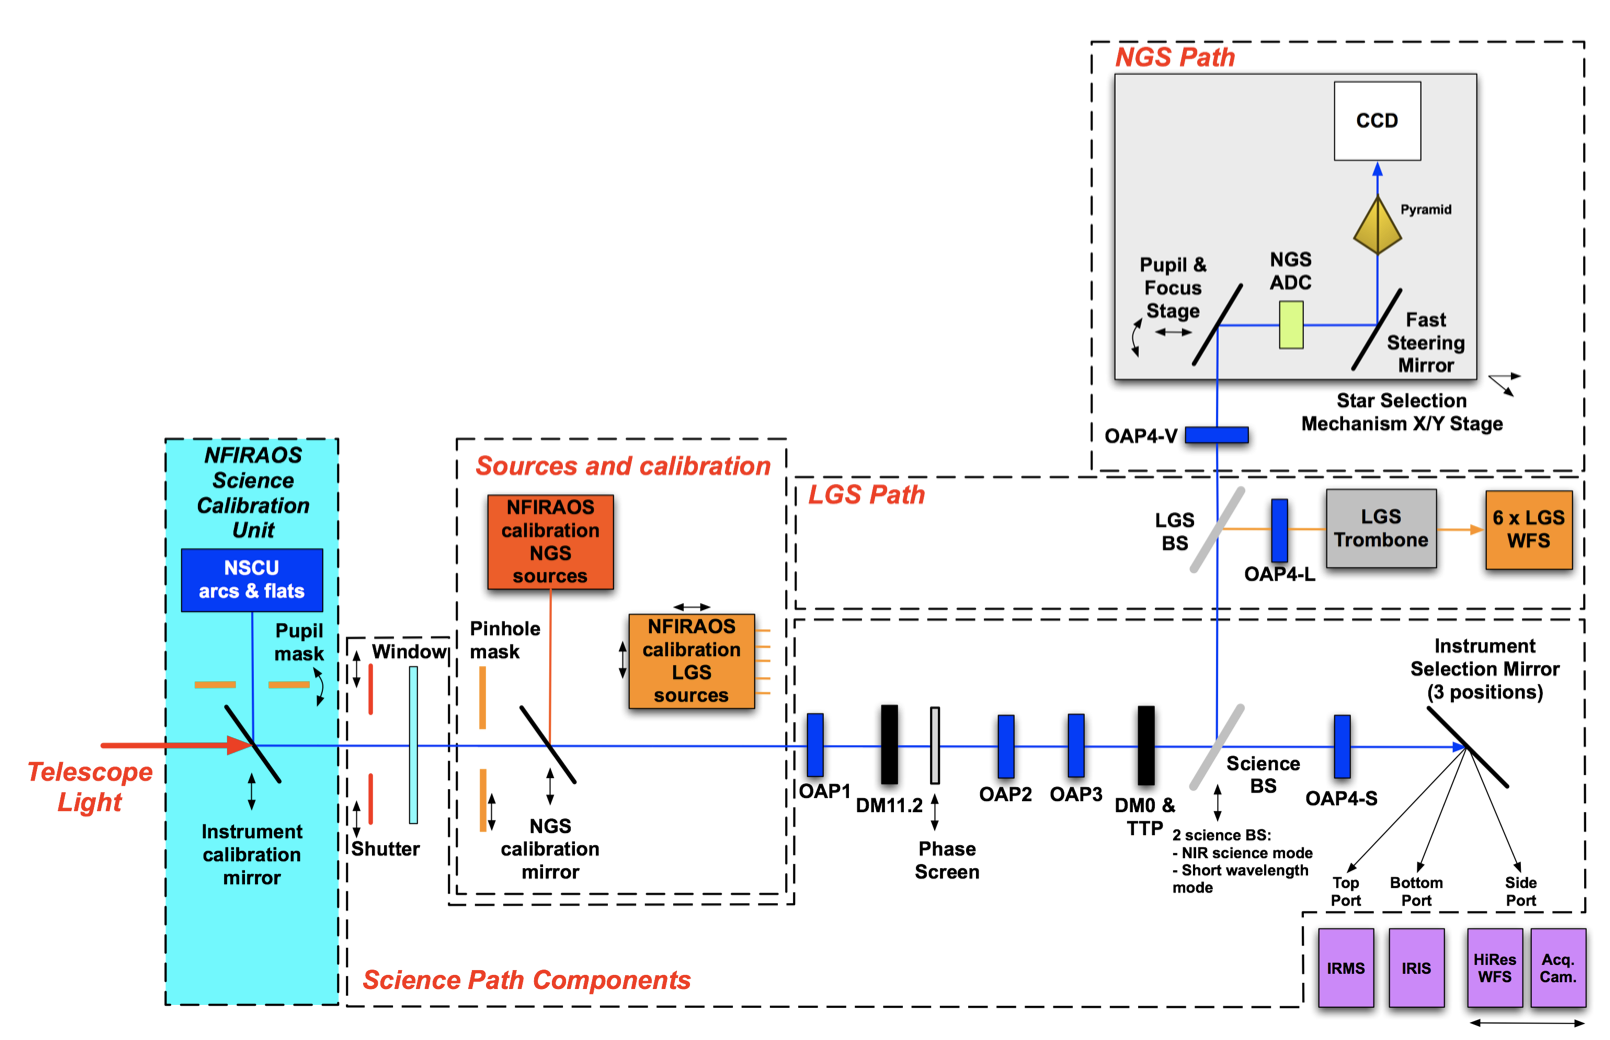 NGS Path
CCD
Pyramid
Pupil &
Focus
Stage
NGS
ADC
Fast
Steering
Mirror
Star Selection
Mechanism X/Y Stage
OAP4-V
NFIRAOS
Science
Calibration
Unit
NSCU
arcs & flats
Pupil
mask
Telescope
Light
Instrument
calibration
mirror
Window
Shutter
Sources and calibration
NFIRAOS
calibration
NGS
sources
Pinhole
mask
NFIRAOS
calibration
LGS
sources
NGS
calibration
mirror
LGS Path
LGS
BS
OAP4-L
LGS
Trombone
6 x LGS
WFS
OAP1
DM11.2
Phase
Screen
OAP2
OAP3
DM0 &
TTP
Science
BS
2 science BS:
- NIR science mode
- Short wavelength
mode
OAP4-S
Instrument
Selection Mirror
(3 positions)
Top
Port
Bottom
Port
Side
Port
IRMS
IRIS
HiRes
WFS
Acq.
Cam.
Science Path Components